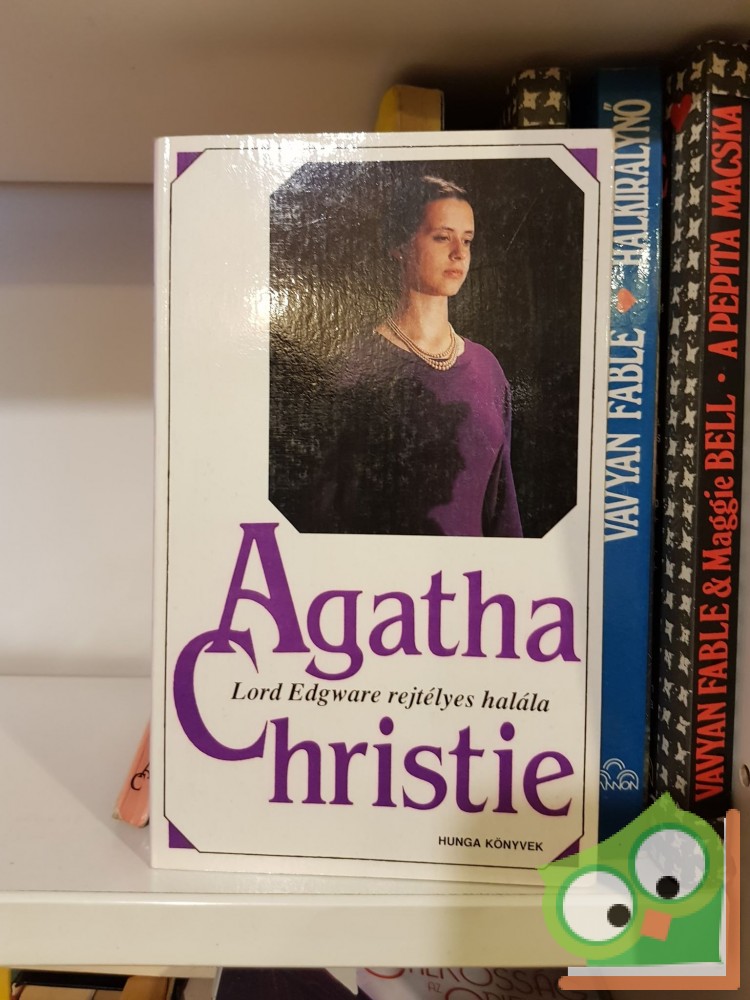 Agatha
Lord Edgware rejtélyes halála
Christie
HUNGA KÖNYVEK
VAVYAN FABLE HALKIRÁLYNŐ
VAVYAN FABLE & Maggie BELL • A PEPITA MACSKA